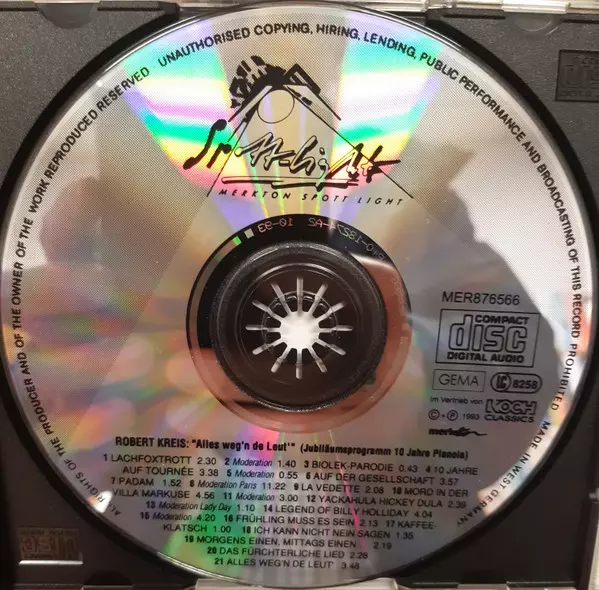 ALL RIGHTS OF THE PRODUCER AND OF THE OWNER OF THE WORK REPRODUCED RESERVED UNAUTHORISED COPYING, HIRING, LENDING, PUBLIC PERFORMANCE AND BROADCASTING OF THIS RECORD PROHIBITED MADE IN WEST GERMANY
MERKTON SPOTT LIGHT
10-93
MER876566
COMPACT
disc
DIGITAL AUDIO
GEMA LC 8258
Im Vertrieb von KOCH
CLASSICS
© + ℗ 1993 merkton
ROBERT KREIS: "Alles weg'n de Leut'" (Jubiläumsprogramm 10 Jahre Pianola)
1 LACHFOXTROTT 2.30 2 Moderation 1.40 3 BIOLEK-PARODIE 0.43 4 10 JAHRE
AUF TOURNÉE 3.38 5 Moderation 0.55 6 AUF DER GESELLSCHAFT 3.57
7 PADAM 1.52 8 Moderation Paris 11.22 9 LA VEDETTE 2.08 10 MORD IN DER
VILLA MARKUSE 4.56 11 Moderation 3.00 12 YACKAHULA HICKEY DULA 2.39
13 Moderation Lady Day 1.10 14 LEGEND OF BILLY HOLLIDAY 4.04
15 Moderation 4.20 16 FRÜHLING MUSS ES SEIN 2.13 17 KAFFEE-
KLATSCH 1.00 18 ICH KANN NICHT NEIN SAGEN 1.35
19 MORGENS EINEN, MITTAGS EINEN ... 2.19
20 DAS FÜRCHTERLICHE LIED 2.28
21 ALLES WEG'N DE LEUT' 3.48